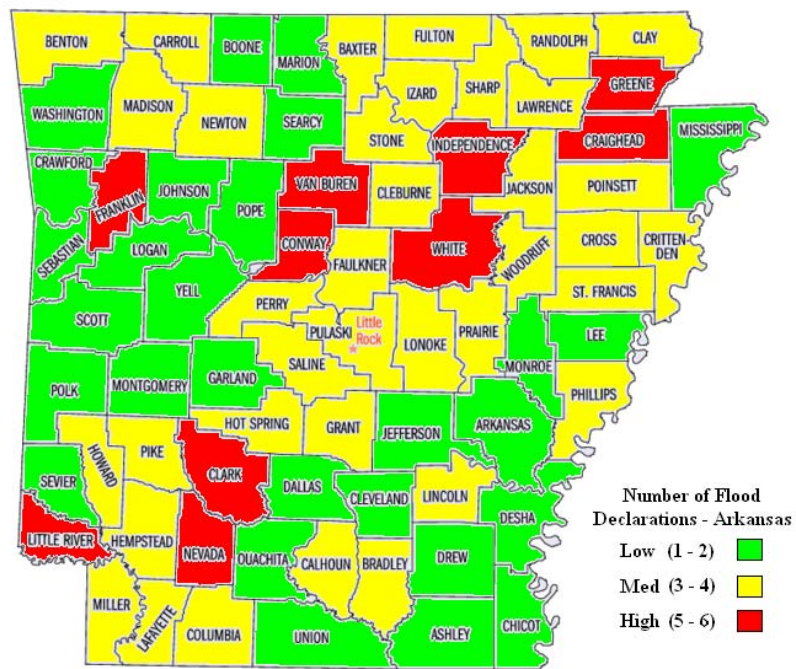 BENTON
CARROLL
BOONE
MARION
BAXTER
FULTON
RANDOLPH
CLAY
GREENE
WASHINGTON
MADISON
NEWTON
SEARCY
STONE
IZARD
SHARP
LAWRENCE
MISSISSIPPI
CRAWFORD
FRANKLIN
JOHNSON
POPE
VAN BUREN
CLEBURNE
INDEPENDENCE
JACKSON
CRAIGHEAD
POINSETT
SEBASTIAN
LOGAN
YELL
CONWAY
FAULKNER
WHITE
WOODRUFF
CROSS
CRITTEN-
DEN
SCOTT
PERRY
PULASKI
Little
Rock
SALINE
LONOKE
PRAIRIE
ST. FRANCIS
LEE
MONROE
PHILLIPS
POLK
MONTGOMERY
GARLAND
HOT SPRING
GRANT
JEFFERSON
ARKANSAS
SEVIER
HOWARD
PIKE
CLARK
DALLAS
CLEVELAND
LINCOLN
DESHA
LITTLE RIVER
HEMPSTEAD
NEVADA
OUACHITA
CALHOUN
BRADLEY
DREW
MILLER
LAFAYETTE
COLUMBIA
UNION
ASHLEY
CHICOT
Number of Flood
Declarations - Arkansas
Low (1 - 2)
Med (3 - 4)
High (5 - 6)